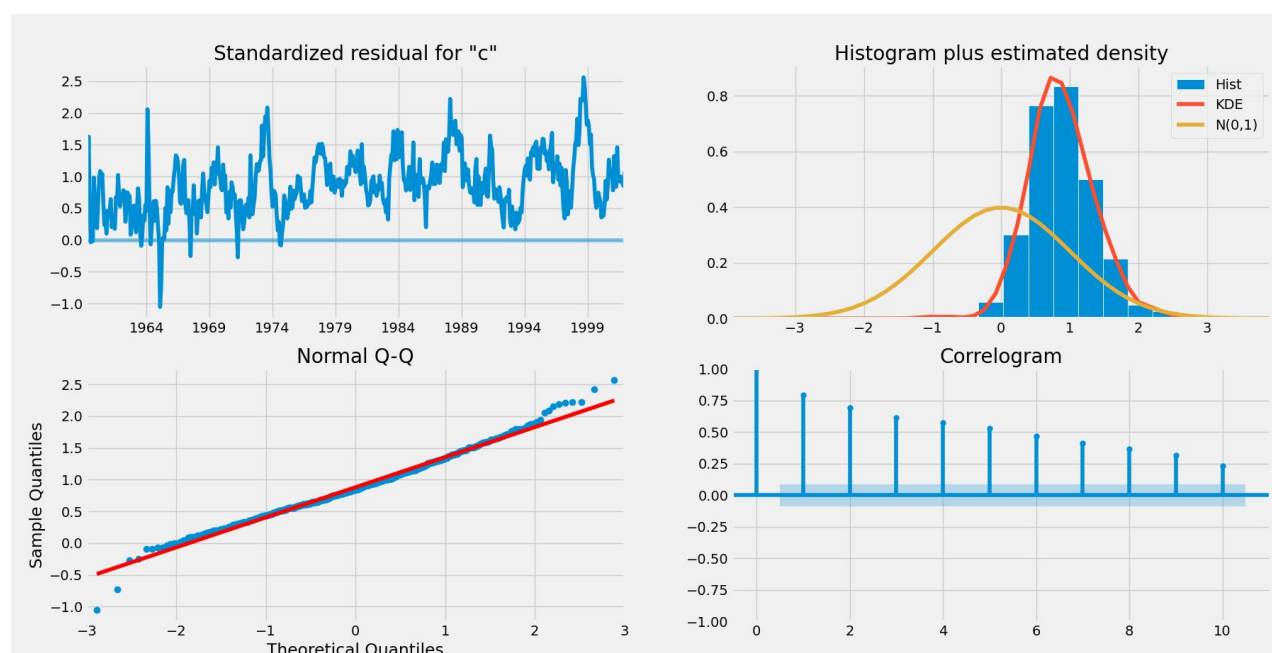 Standardized residual for "c"
2.5
2.0
1.5
1.0
0.5
0.0
−0.5
−1.0
1964 1969 1974 1979 1984 1989 1994 1999
Histogram plus estimated density
Hist
KDE
N(0,1)
0.8
0.6
0.4
0.2
0.0
−3 −2 −1 0 1 2 3
Normal Q-Q
Sample Quantiles
2.5
2.0
1.5
1.0
0.5
0.0
−0.5
−1.0
−3 −2 −1 0 1 2 3
Theoretical Quantiles
Correlogram
1.00
0.75
0.50
0.25
0.00
−0.25
−0.50
−0.75
−1.00
0 2 4 6 8 10